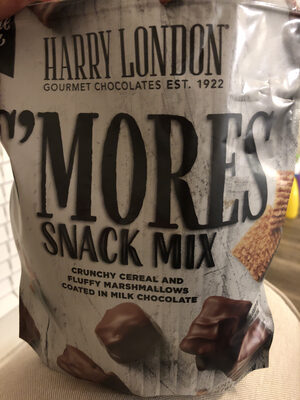 HARRY LONDON
GOURMET CHOCOLATES EST. 1922
S'MORES
SNACK MIX
CRUNCHY CEREAL AND
FLUFFY MARSHMALLOWS
COATED IN MILK CHOCOLATE